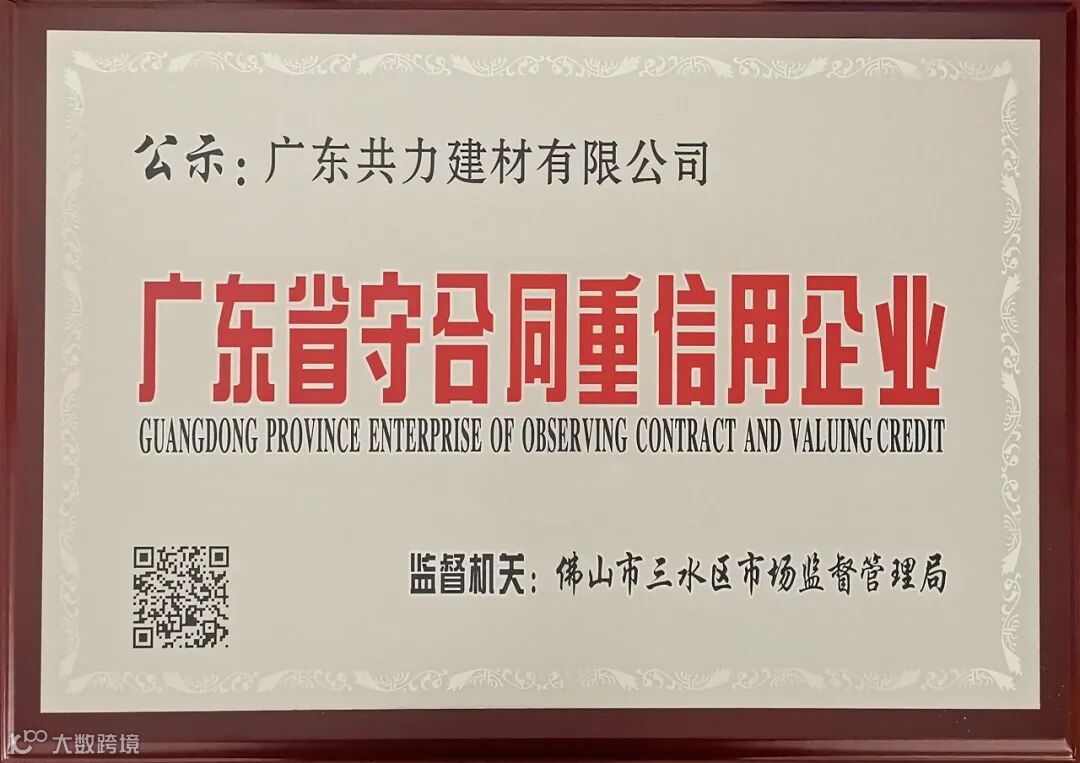 公示：广东共力建材有限公司
广东省守合同重信用企业
GUANGDONG PROVINCE ENTERPRISE OF OBSERVING CONTRACT AND VALUING CREDIT
监督机关：佛山市三水区市场监督管理局
大数跨境